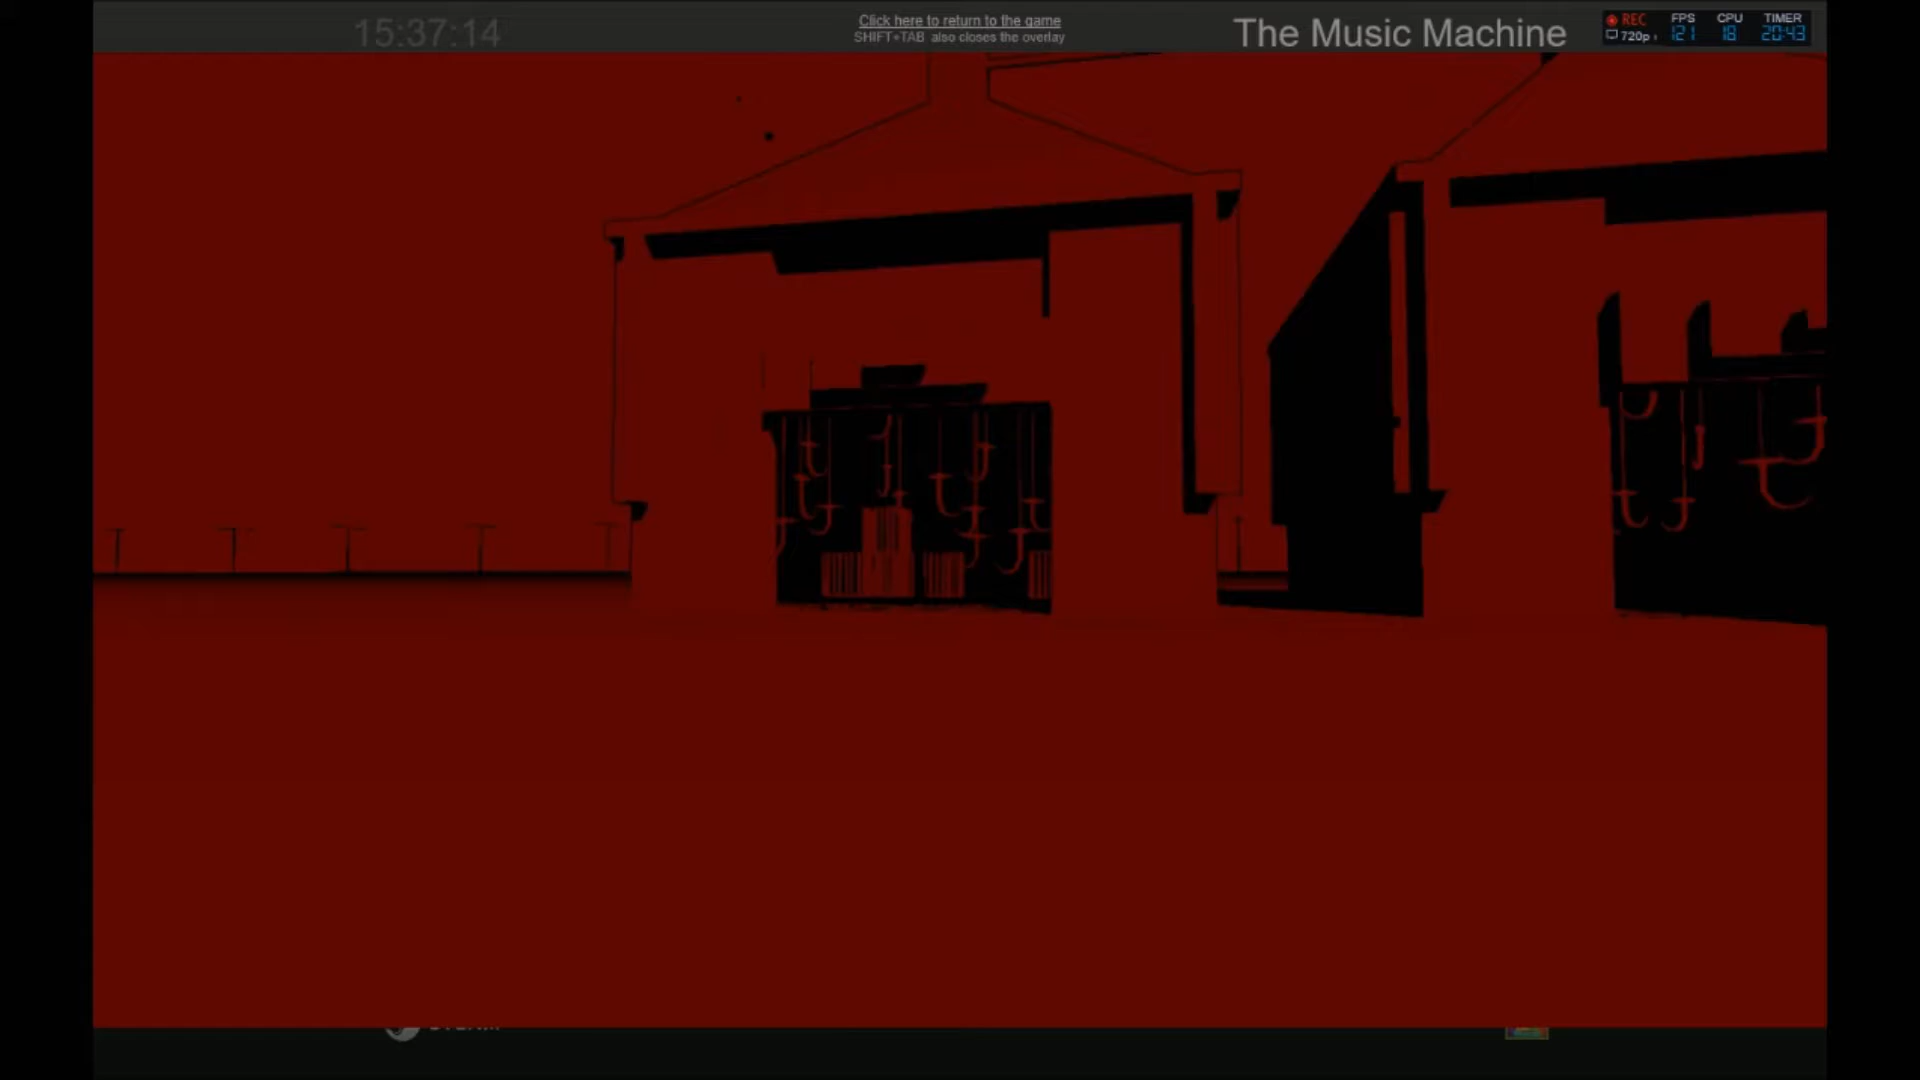 15:37:14
Click here to return to the game
SHIFT+TAB also closes the overlay
The Music Machine
REC FPS CPU TIMER
720p 121 18 20:43